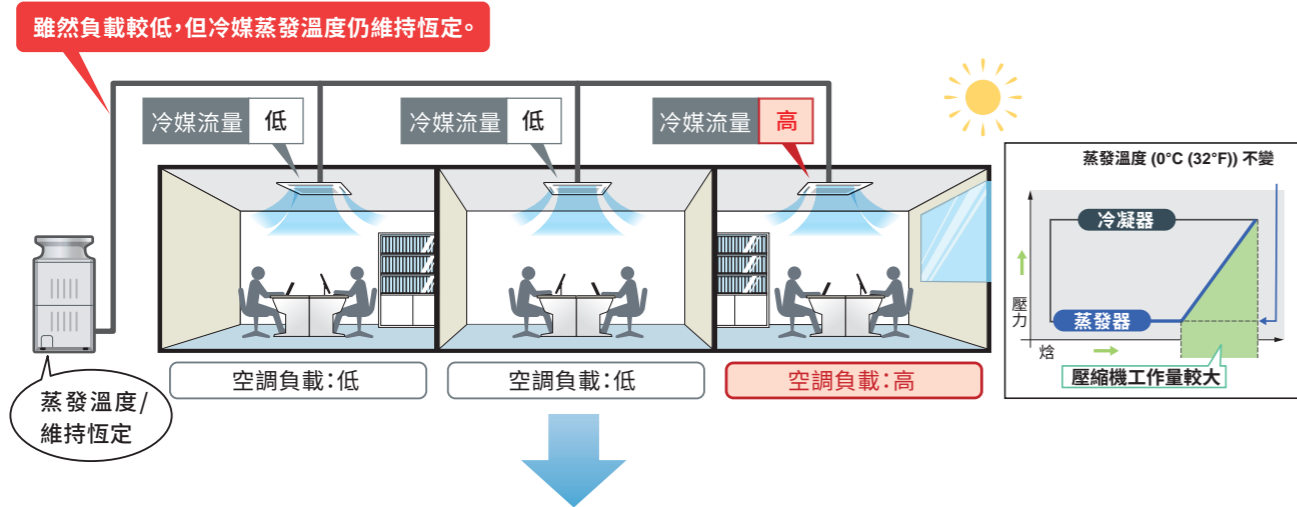 雖然負載較低，但冷媒蒸發溫度仍維持恆定。
冷媒流量 低
冷媒流量 低
冷媒流量 高
蒸發溫度 (0°C (32°F)) 不變
冷凝器
壓力
蒸發器
焓
壓縮機工作量較大
空調負載：低
空調負載：低
空調負載：高
蒸發溫度/
維持恆定